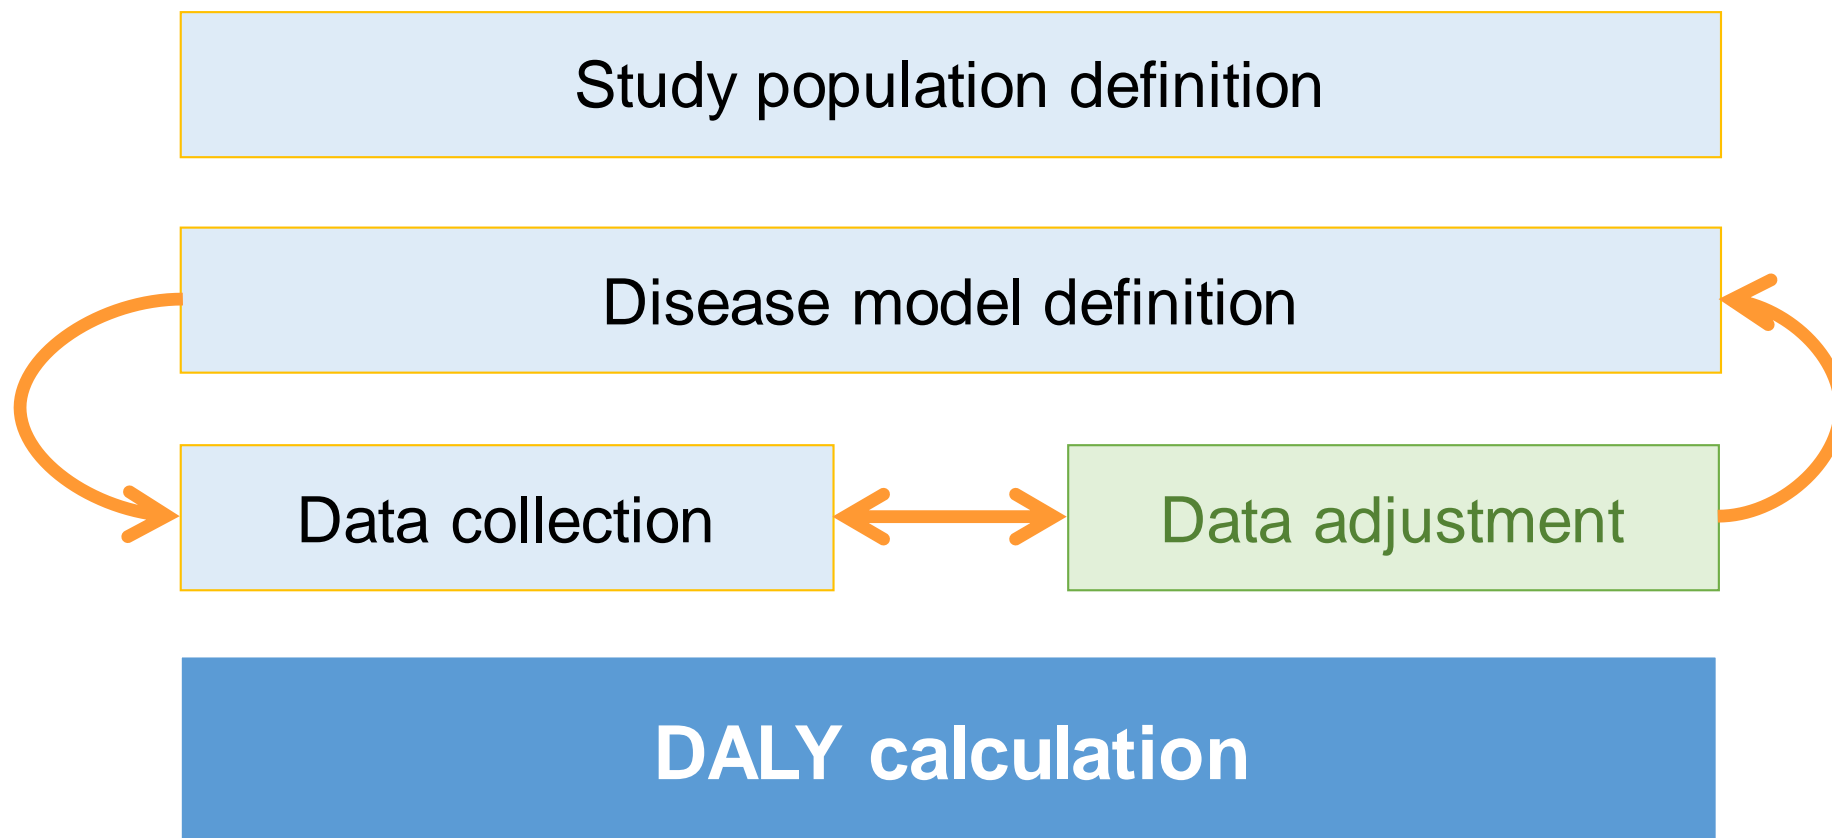 Study population definition
Disease model definition
Data collection
Data adjustment
DALY calculation